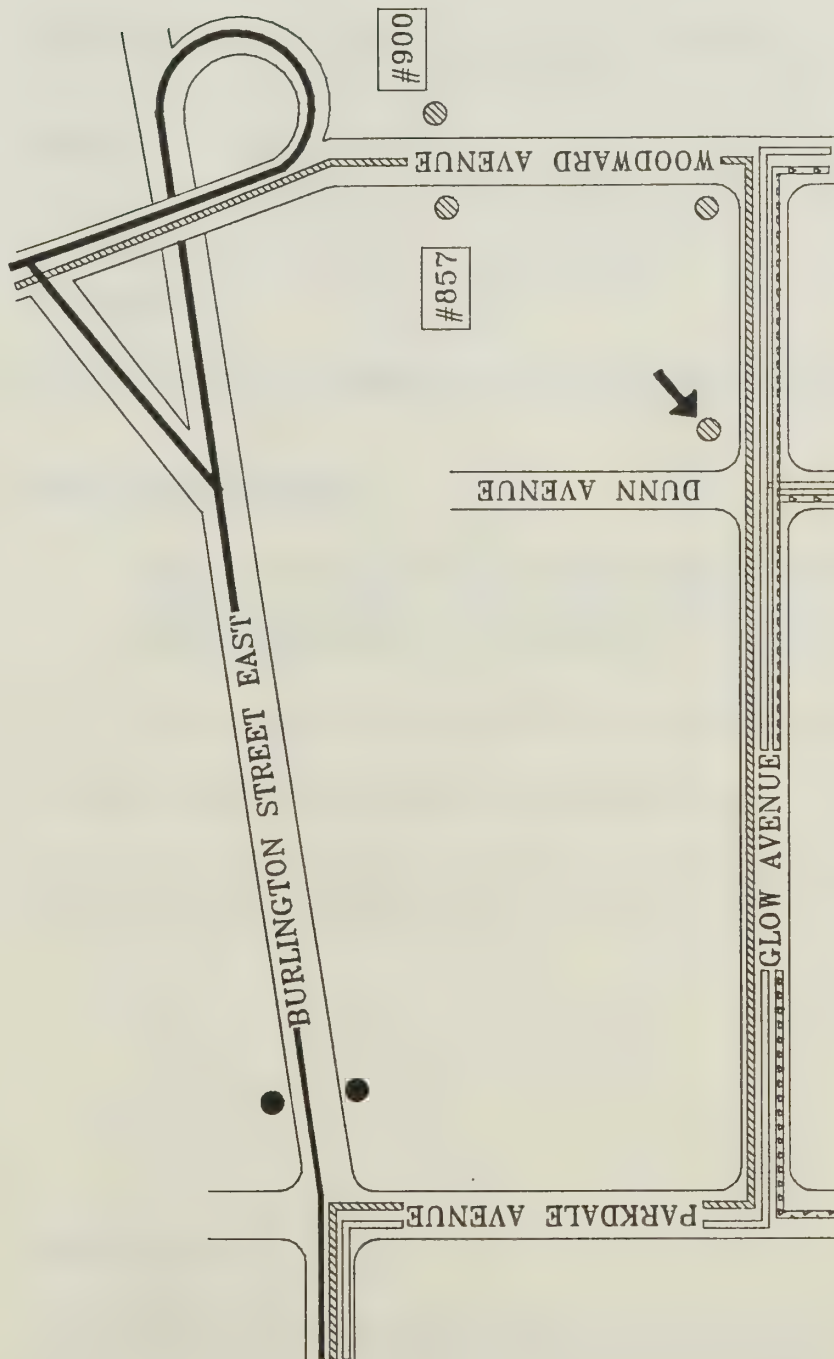 #900
WOODWARD AVENUE
#857
DUNN AVENUE
BURLINGTON STREET EAST
GLOW AVENUE
PARKDALE AVENUE